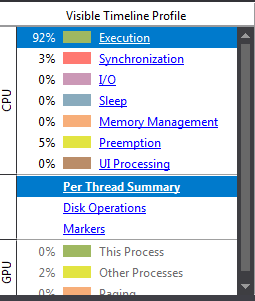 Visible Timeline Profile
CPU
92% Execution
3% Synchronization
0% I/O
0% Sleep
0% Memory Management
5% Preemption
0% UI Processing
Per Thread Summary
Disk Operations
Markers
GPU
0% This Process
2% Other Processes
0% Paging